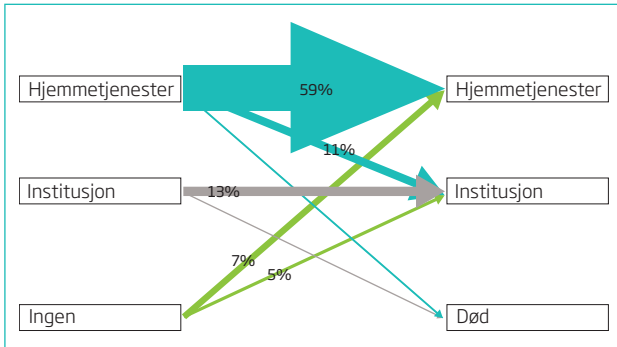 Hjemmetjenester
Hjemmetjenester
59%
11%
Institusjon
13%
Institusjon
7%
5%
Ingen
Død